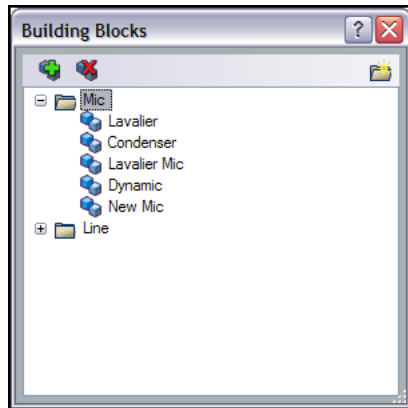 Building Blocks
Mic
Lavalier
Condenser
Lavalier Mic
Dynamic
New Mic
Line